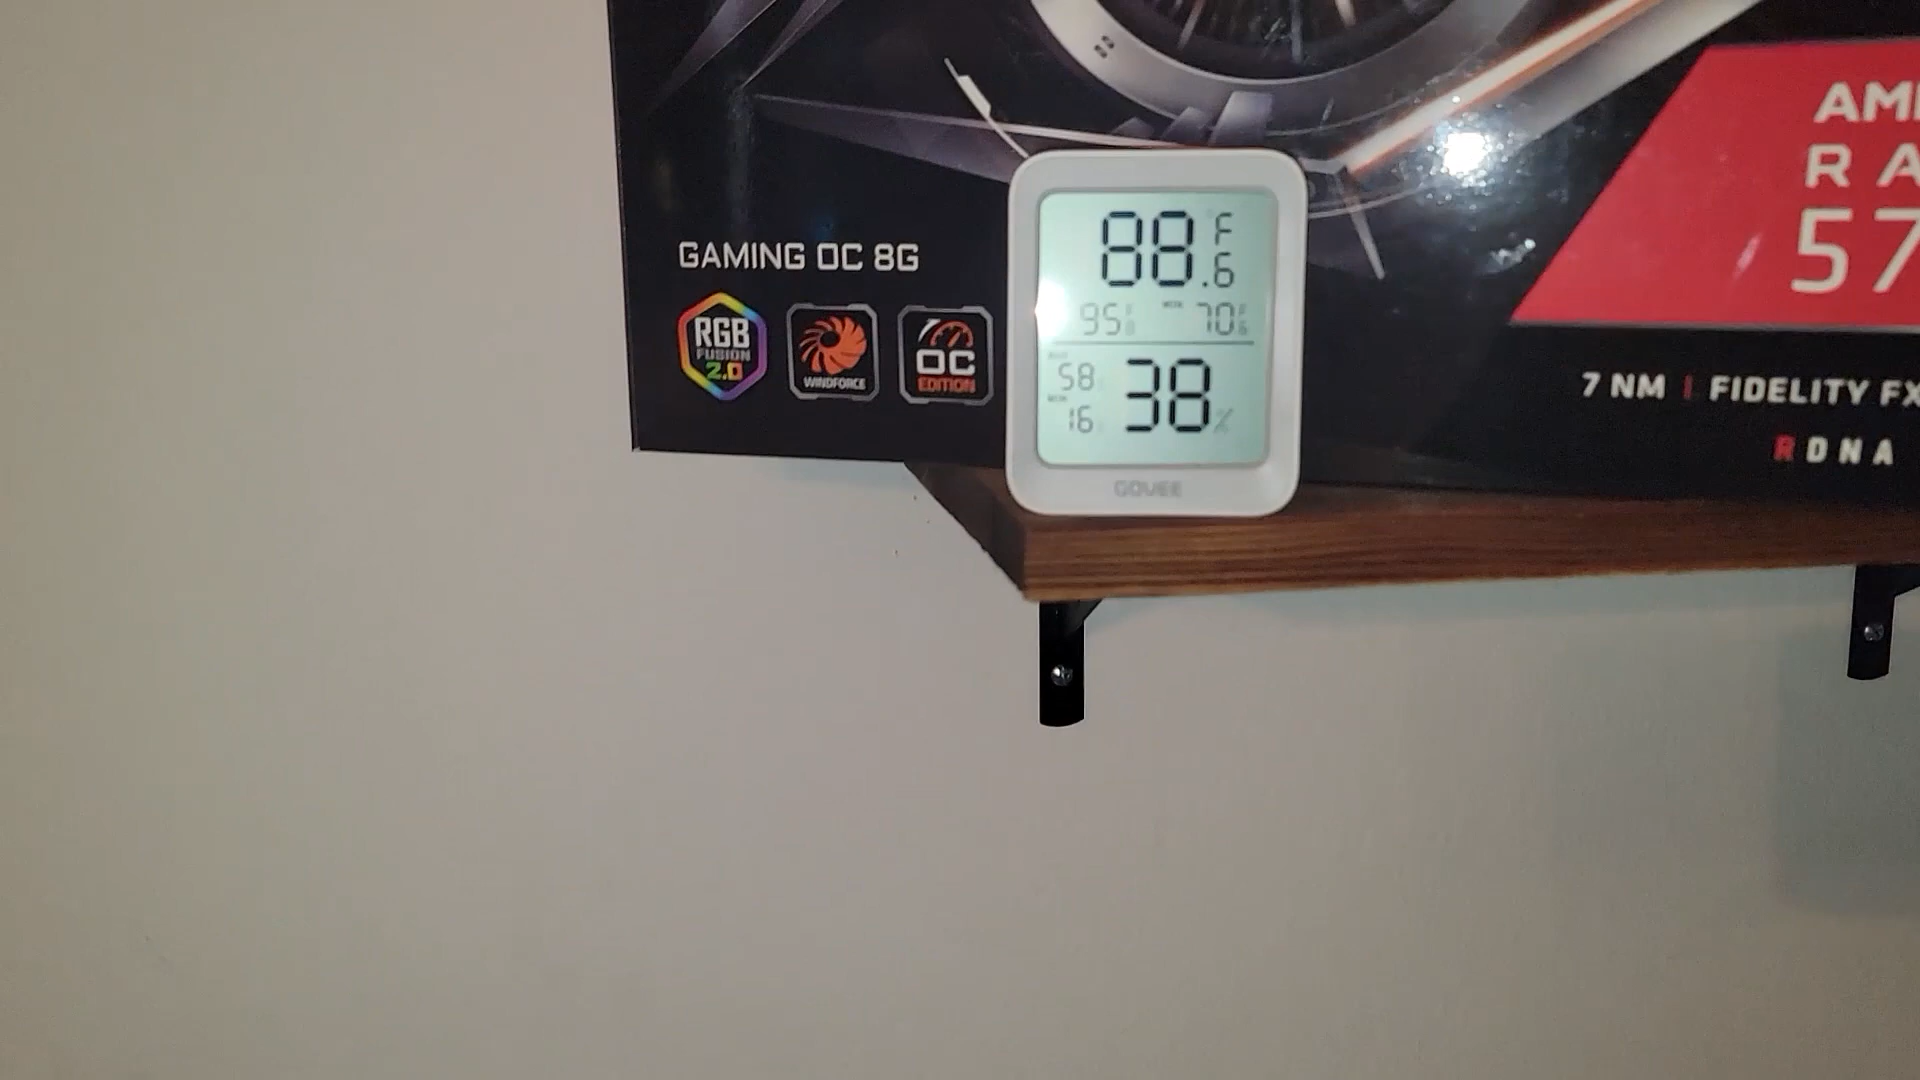 AM
R A
57
GAMING OC 8G
RGB
FUSION
2.0
WINDFORCE
OC
EDITION
88.6 F
95 70
58
16
38%
GOVEE
7 NM | FIDELITY FX
RDNA